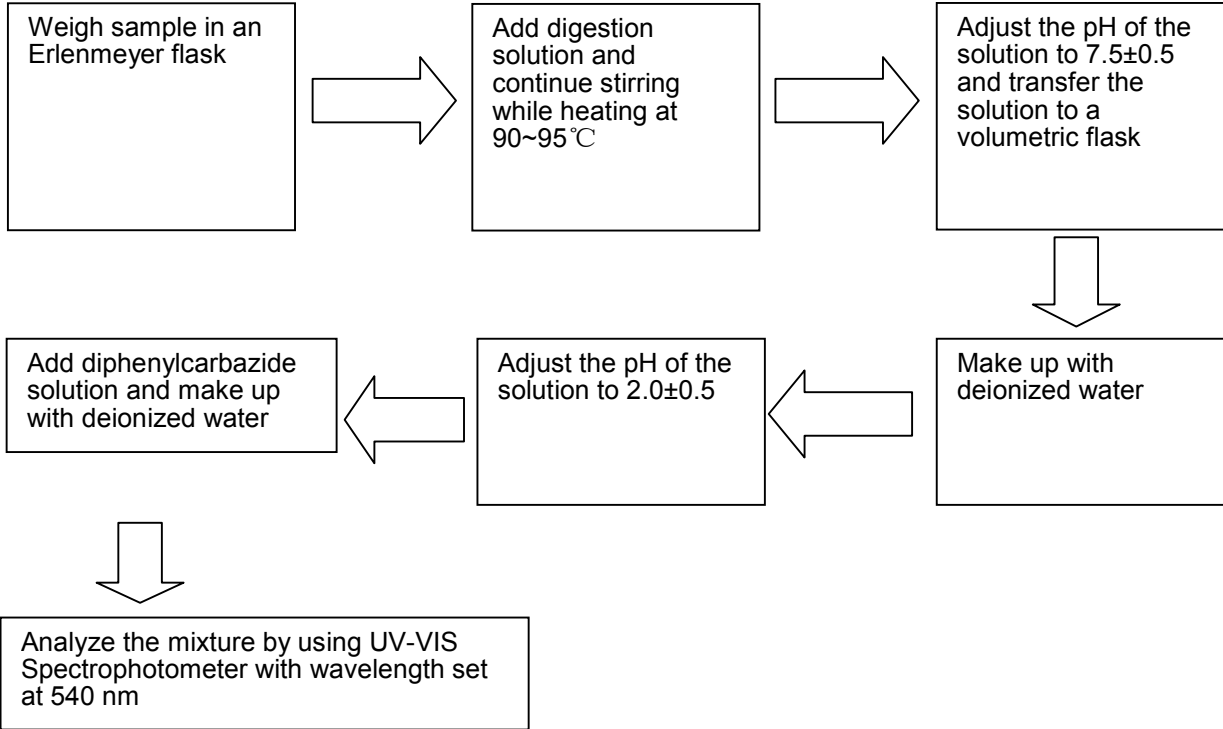 Weigh sample in an
Erlenmeyer flask
Add digestion
solution and
continue stirring
while heating at
90~95℃
Adjust the pH of the
solution to 7.5±0.5
and transfer the
solution to a
volumetric flask
Make up with
deionized water
Adjust the pH of the
solution to 2.0±0.5
Add diphenylcarbazide
solution and make up
with deionized water
Analyze the mixture by using UV-VIS
Spectrophotometer with wavelength set
at 540 nm